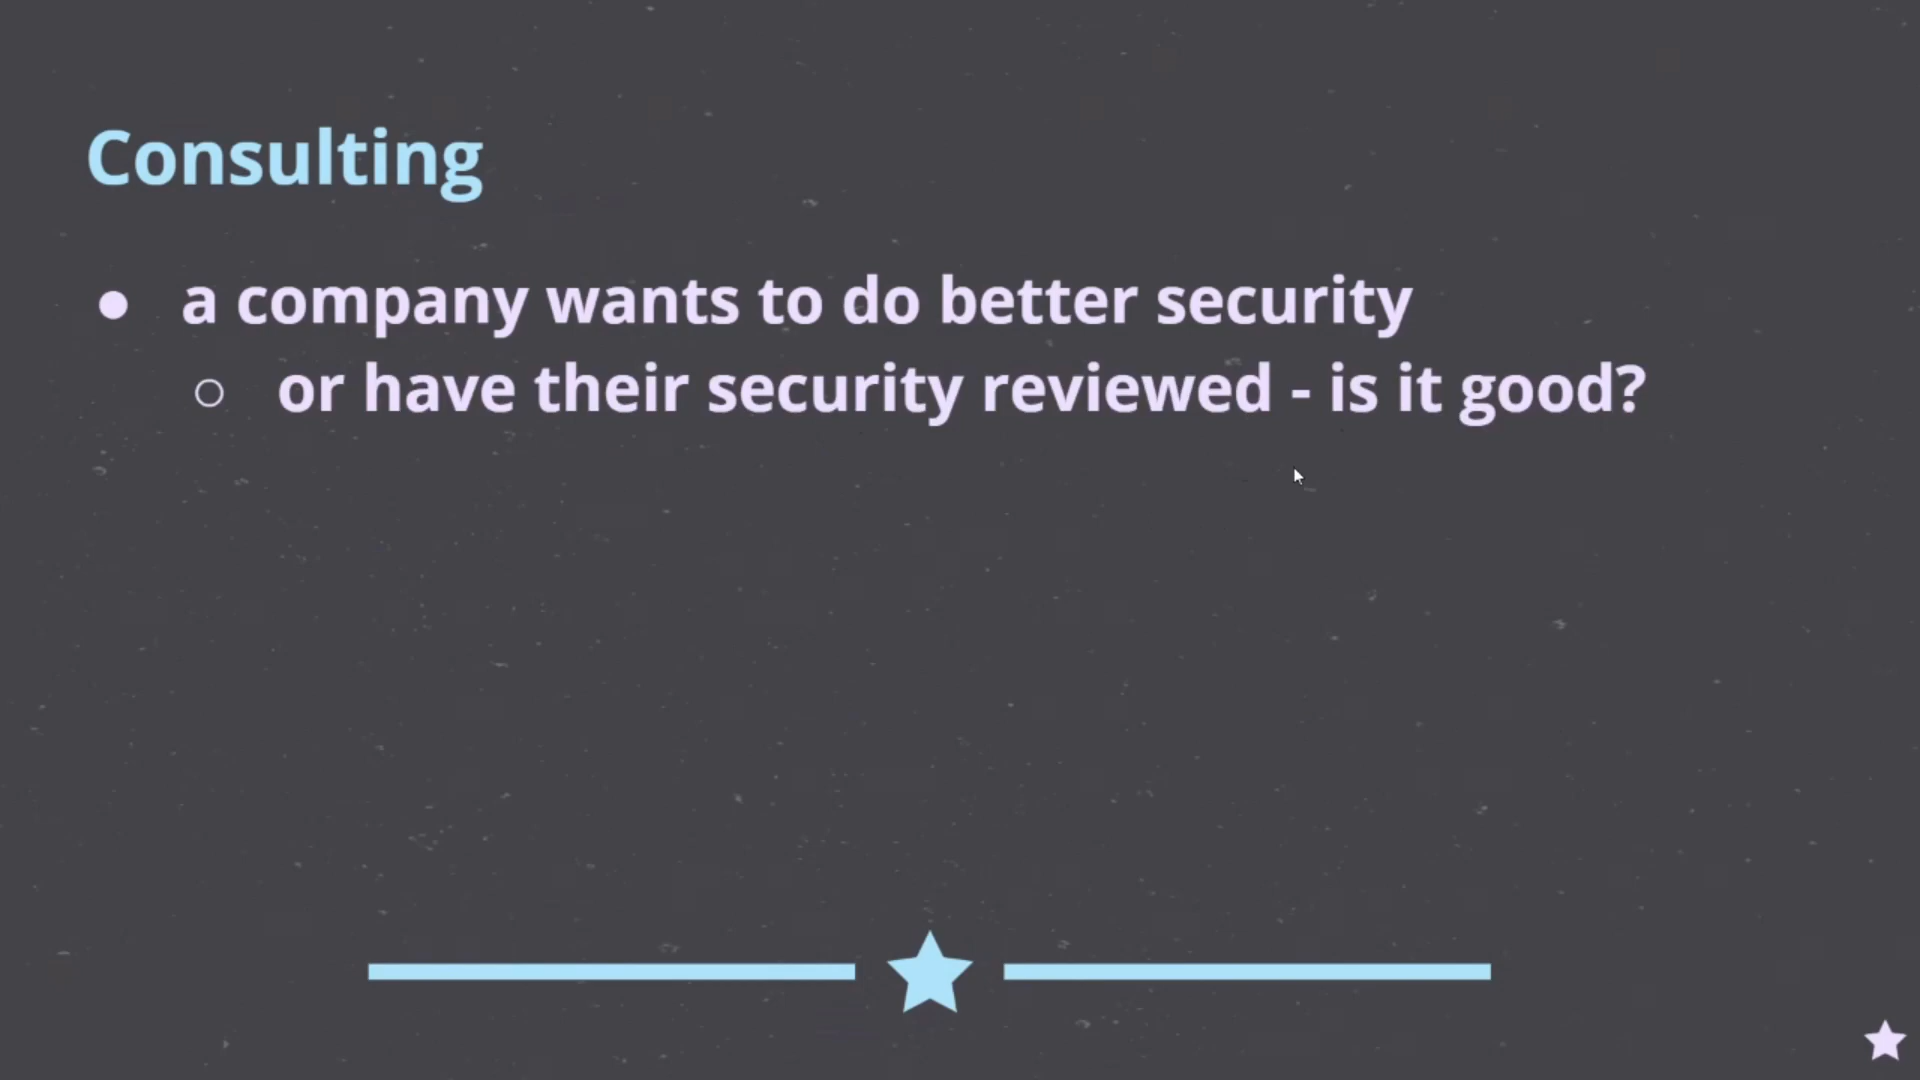 Consulting
● a company wants to do better security
○ or have their security reviewed - is it good?